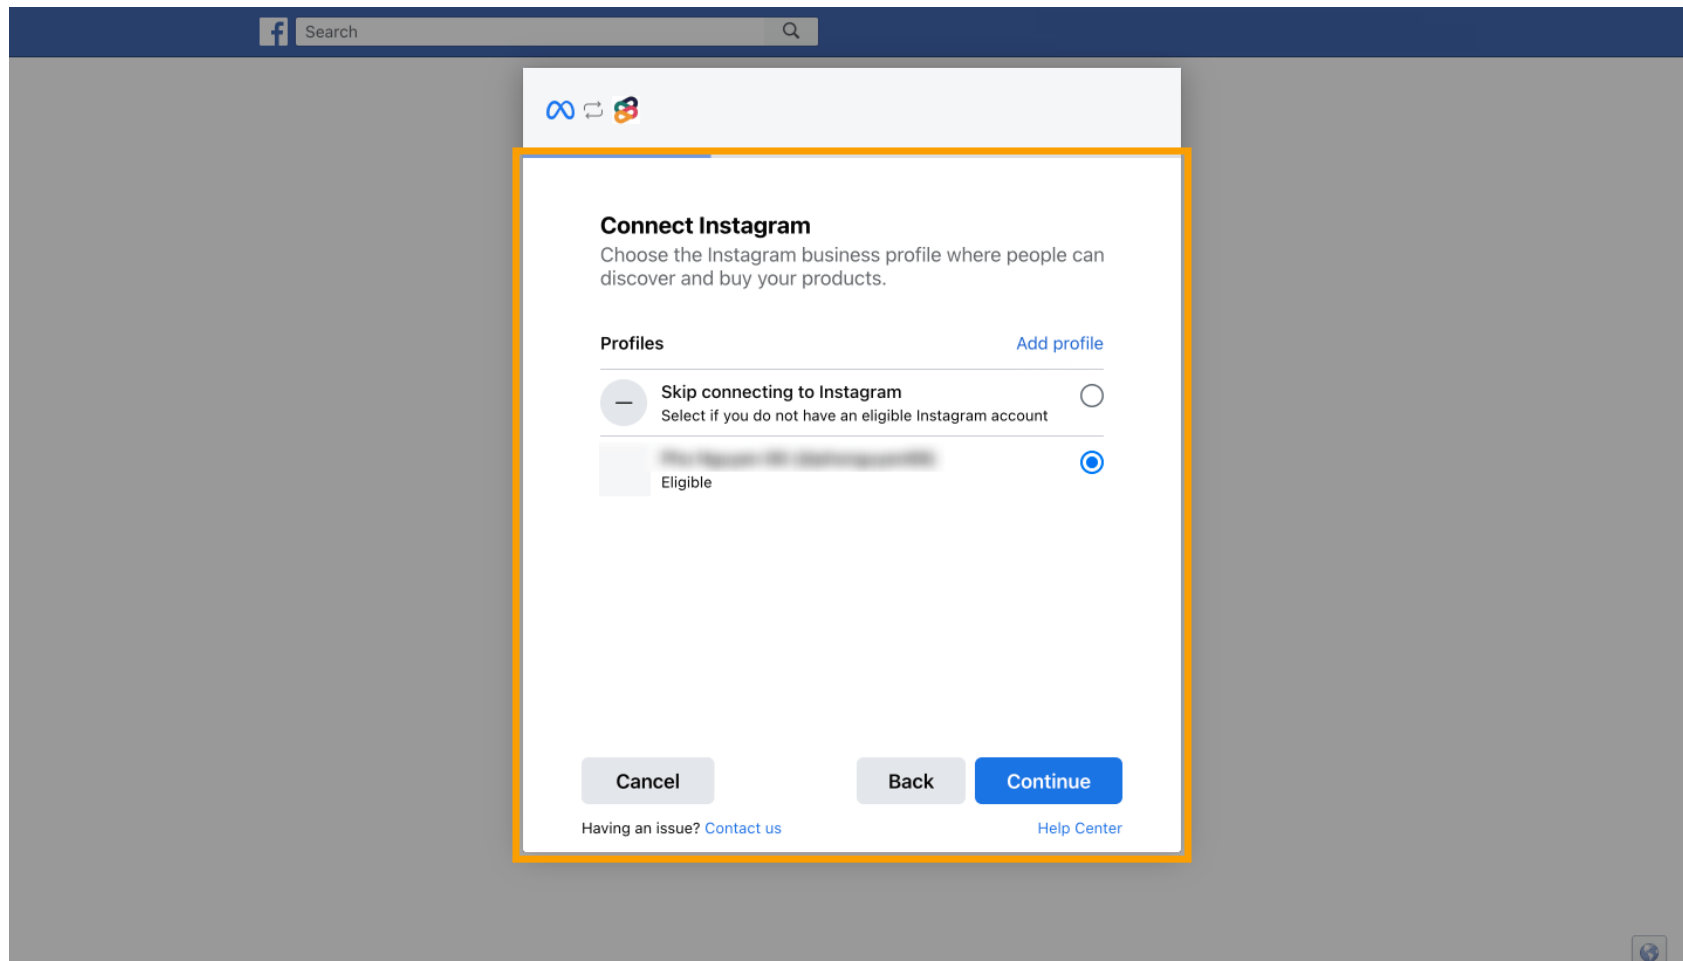 Search
Connect Instagram
Choose the Instagram business profile where people can
discover and buy your products.
Profiles
Add profile
Skip connecting to Instagram
Select if you do not have an eligible Instagram account
Eligible
Cancel
Back
Continue
Having an issue? Contact us
Help Center